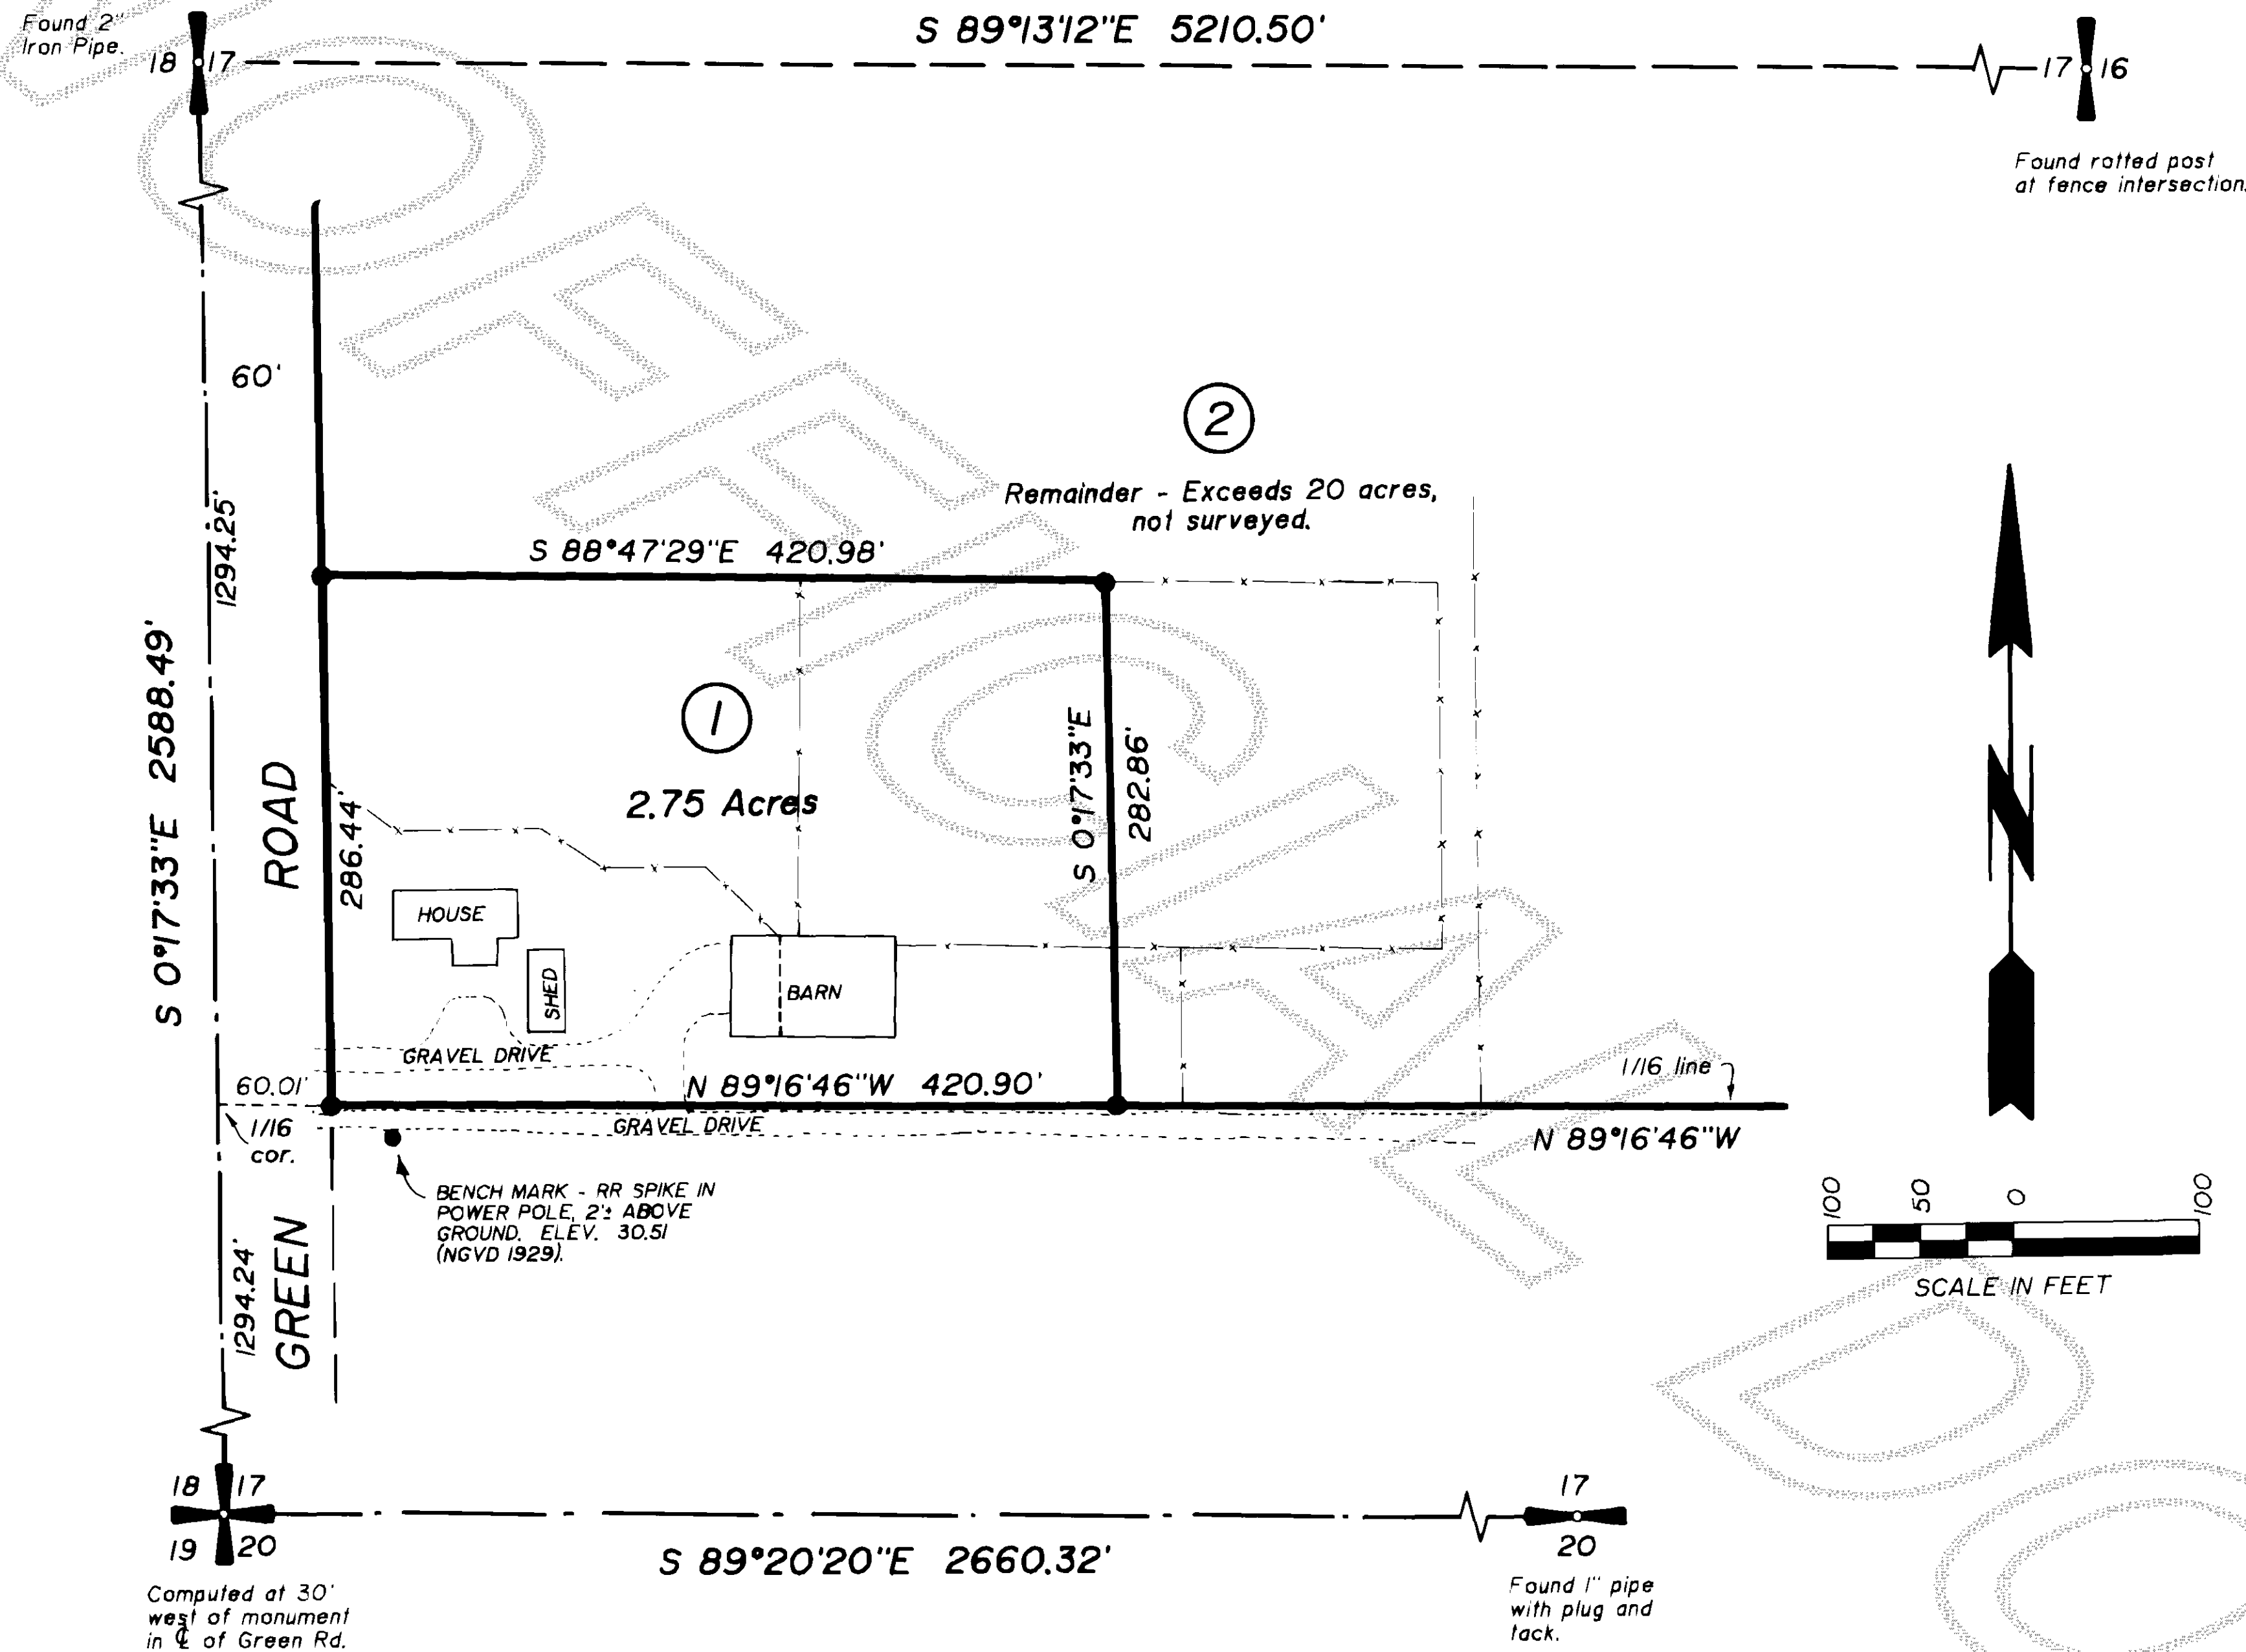 Found 2"
Iron Pipe.
18 17
S 89°13'12"E 5210.50'
17 16
Found rotted post
at fence intersection.
60'
1294.25'
S 0°17'33"E 2588.49'
2
Remainder - Exceeds 20 acres,
not surveyed.
S 88°47'29"E 420.98'
1
2.75 Acres
S 0°17'33"E
282.86'
286.44'
ROAD
HOUSE
SHED
BARN
GRAVEL DRIVE
N 89°16'46"W 420.90'
60.01'
1/16
cor.
GRAVEL DRIVE
1/16 line
N 89°16'46"W
BENCH MARK - RR SPIKE IN
POWER POLE, 2'± ABOVE
GROUND. ELEV. 30.51
(NGVD 1929).
N
100 50 0 100
SCALE IN FEET
1294.24'
GREEN
18 17
19 20
S 89°20'20"E 2660.32'
17
20
Computed at 30'
west of monument
in ℄ of Green Rd.
Found 1" pipe
with plug and
tack.
OFFICIAL DO